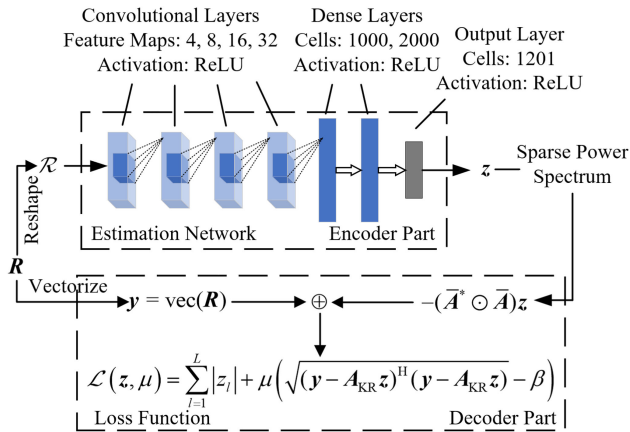 Convolutional Layers
Feature Maps: 4, 8, 16, 32
Activation: ReLU
Dense Layers
Cells: 1000, 2000
Activation: ReLU
Output Layer
Cells: 1201
Activation: ReLU
Reshape
ℛ
z
Sparse Power
Spectrum
Estimation Network
Encoder Part
R
Vectorize
y = vec(R)
⊕
−(A̅* ⊙ A̅)z
ℒ(z, μ) = ∑_{l=1}^{L} |z_l| + μ(√((y − A_KR z)^H (y − A_KR z)) − β)
Loss Function
Decoder Part